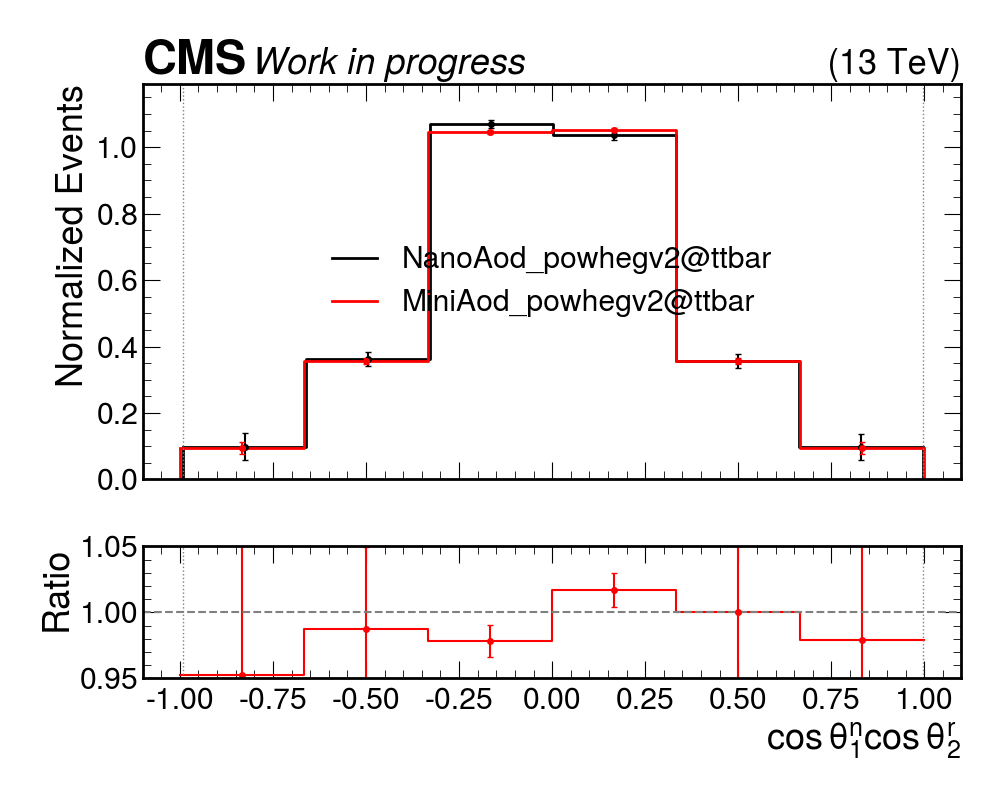 CMS Work in progress (13 TeV)
Normalized Events
1.0
0.8
0.6
0.4
0.2
0.0
NanoAod_powhegv2@ttbar
MiniAod_powhegv2@ttbar
Ratio
1.05
1.00
0.95
-1.00 -0.75 -0.50 -0.25 0.00 0.25 0.50 0.75 1.00
cos θ₁ⁿcos θ₂ʳ